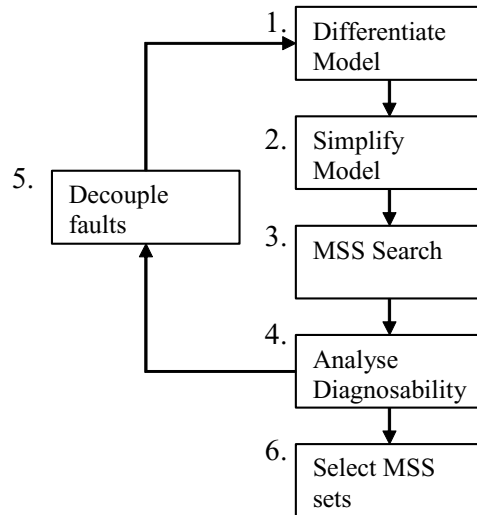 1. Differentiate
Model
2. Simplify
Model
5. Decouple
faults
3. MSS Search
4. Analyse
Diagnosability
6. Select MSS
sets